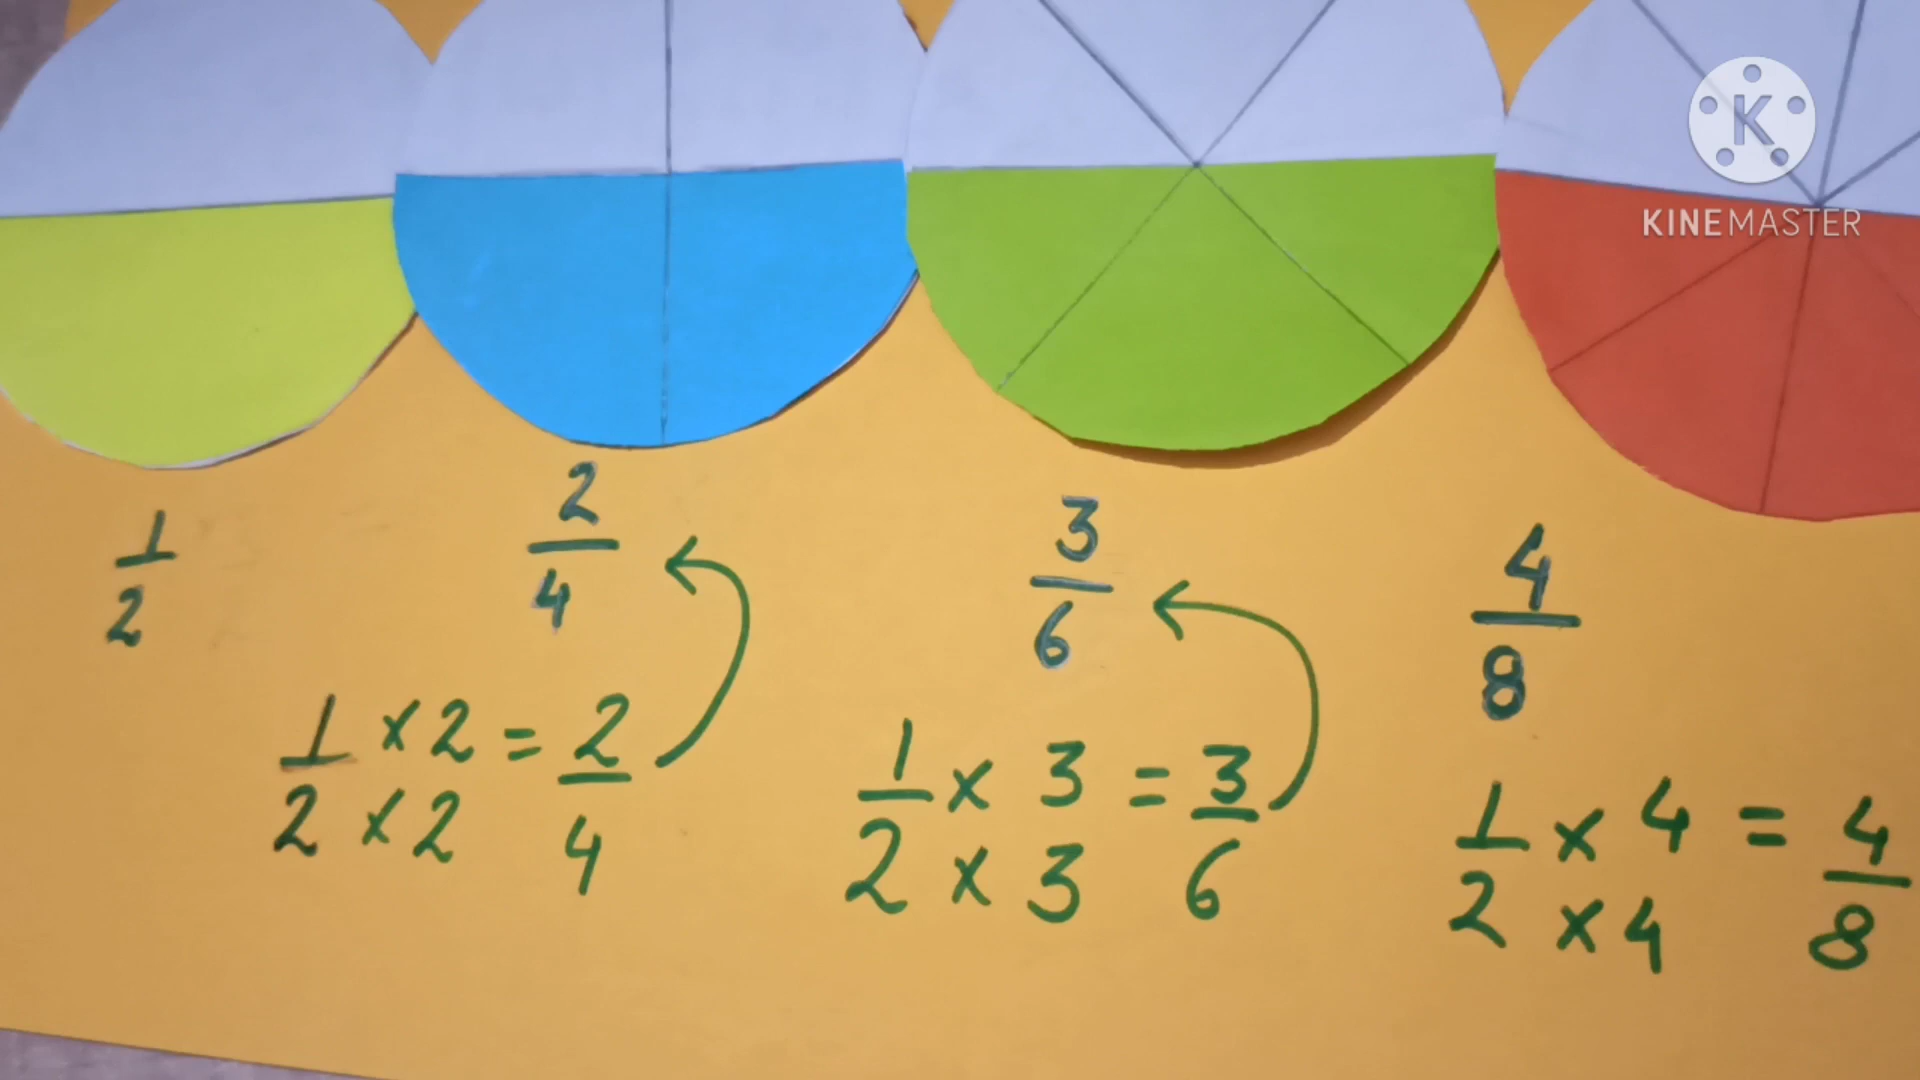 K
KINEMASTER
1/2
2/4
3/6
4/8
1/2 ×2/×2 = 2/4
1/2 × 3/× 3 = 3/6
1/2 × 4/× 4 = 4/8